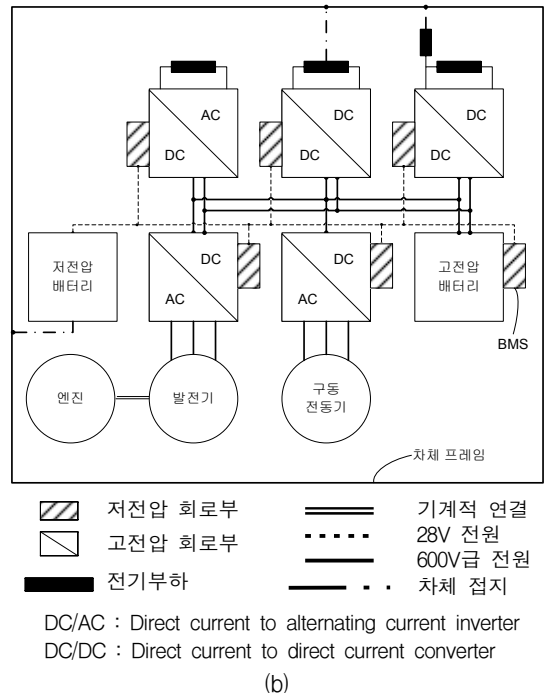 AC
DC
DC
DC
DC
DC
저전압
배터리
DC
AC
DC
AC
고전압
배터리
BMS
엔진
발전기
구동
전동기
차체 프레임
저전압 회로부
기계적 연결
28V 전원
고전압 회로부
600V급 전원
전기부하
차체 접지
DC/AC : Direct current to alternating current inverter
DC/DC : Direct current to direct current converter
(b)